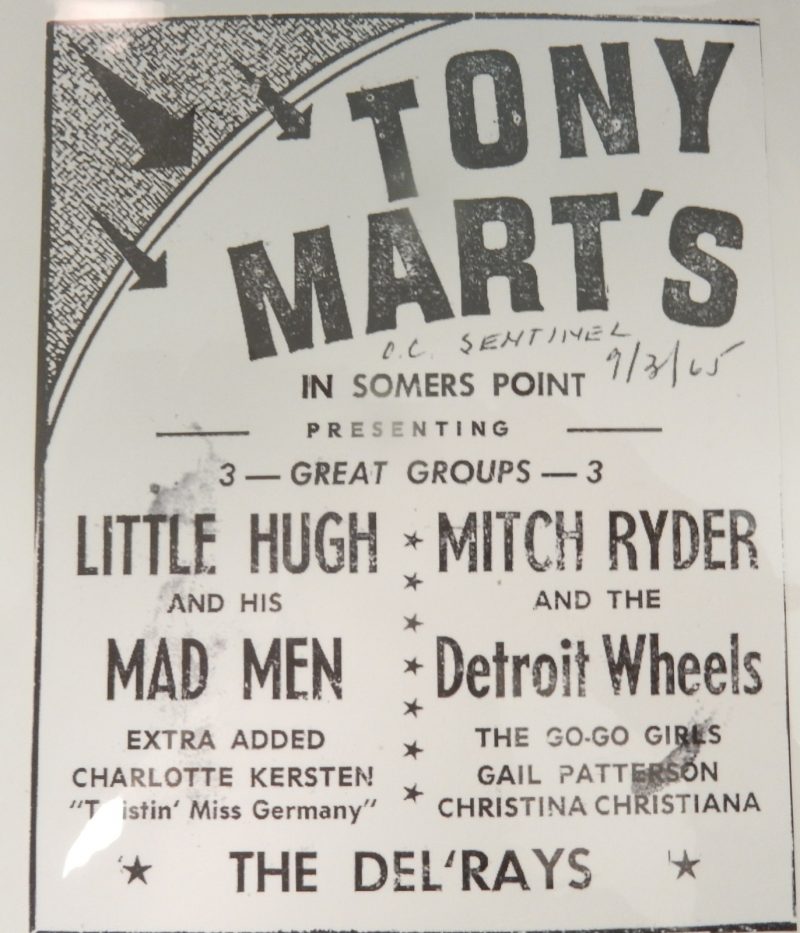 TONY
MART'S
O.C. SENTINEL
9/3/65
IN SOMERS POINT
PRESENTING
3 — GREAT GROUPS — 3
LITTLE HUGH
AND HIS
MAD MEN
EXTRA ADDED
CHARLOTTE KERSTEN
"Twistin' Miss Germany"
MITCH RYDER
AND THE
Detroit Wheels
THE GO-GO GIRLS
GAIL PATTERSON
CHRISTINA CHRISTIANA
THE DEL'RAYS